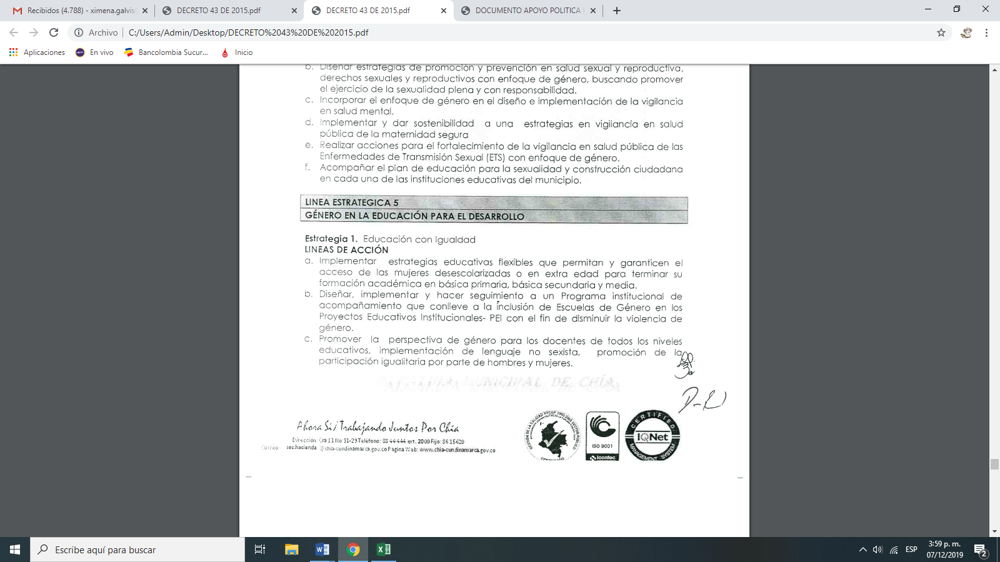 Recibidos (4.788) - ximena.galvis
DECRETO 43 DE 2015.pdf
DECRETO 43 DE 2015.pdf
DOCUMENTO APOYO POLITICA
Archivo
C:/Users/Admin/Desktop/DECRETO%2043%20DE%202015.pdf
Aplicaciones
En vivo
Bancolombia Sucur...
Inicio
b. Diseñar estrategias de promoción y prevención en salud sexual y reproductiva,
derechos sexuales y reproductivos con enfoque de género, buscando promover
el ejercicio de la sexualidad plena y con responsabilidad.
c. Incorporar el enfoque de género en el diseño e implementación de la vigilancia
en salud mental.
d. Implementar y dar sostenibilidad a una estrategias en vigilancia en salud
pública de la maternidad segura
e. Realizar acciones para el fortalecimiento de la vigilancia en salud pública de las
Enfermedades de Transmisión Sexual (ETS) con enfoque de género.
f. Acompañar el plan de educación para la sexualidad y construcción ciudadana
en cada una de las instituciones educativas del municipio.
LINEA ESTRATEGICA 5
GÉNERO EN LA EDUCACIÓN PARA EL DESARROLLO
Estrategia 1. Educación con Igualdad
LINEAS DE ACCIÓN
a. Implementar estrategias educativas flexibles que permitan y garanticen el
acceso de las mujeres desescolarizadas o en extra edad para terminar su
formación académica en básica primaria, básica secundaria y media.
b. Diseñar, implementar y hacer seguimiento a un Programa institucional de
acompañamiento que conlleve a la inclusión de Escuelas de Género en los
Proyectos Educativos Institucionales- PEI con el fin de disminuir la violencia de
género.
c. Promover la perspectiva de género para los docentes de todos los niveles
educativos, implementación de lenguaje no sexista, promoción de la
participación igualitaria por parte de hombres y mujeres.
ALCALDIA MUNICIPAL DE CHÍA
Ahora Sí¡ Trabajando Juntos Por Chía
Dirección: Cra 11 No 11-29 Teléfono: 88 44 444 ext. 2000 Fijo: 86 15620
Correo: sec.hacienda @chia-cundinamarca.gov.co Pagina Web: www.chia-cundinamarca.gov.co
ISO 9001
Icontec
CERTIFIED
IQNet
MANAGEMENT SYSTEM
Escribe aquí para buscar
ESP
3:59 p. m.
07/12/2019
2